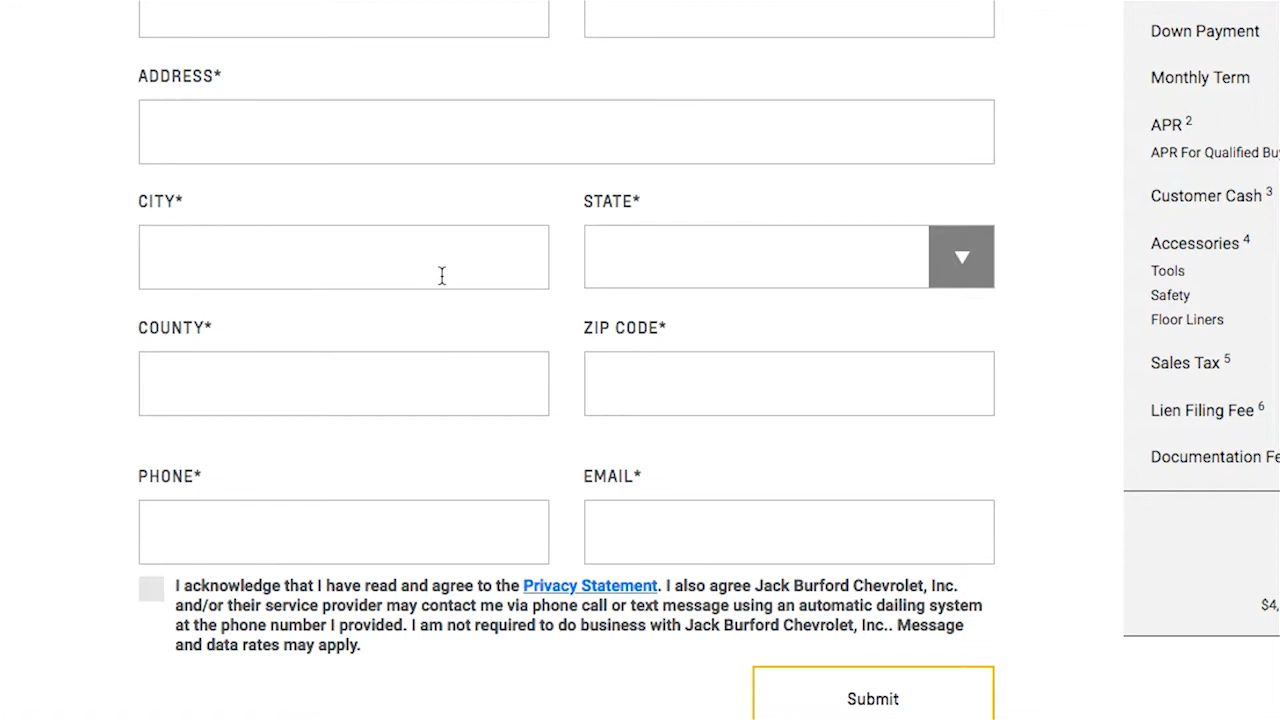 ADDRESS*
CITY*
STATE*
COUNTY*
ZIP CODE*
PHONE*
EMAIL*
I acknowledge that I have read and agree to the Privacy Statement. I also agree Jack Burford Chevrolet, Inc.
and/or their service provider may contact me via phone call or text message using an automatic dailing system
at the phone number I provided. I am not required to do business with Jack Burford Chevrolet, Inc.. Message
and data rates may apply.
Submit
Down Payment
Monthly Term
APR 2
APR For Qualified
Customer Cash 3
Accessories 4
Tools
Safety
Floor Liners
Sales Tax 5
Lien Filing Fee 6
Documentation
$4,